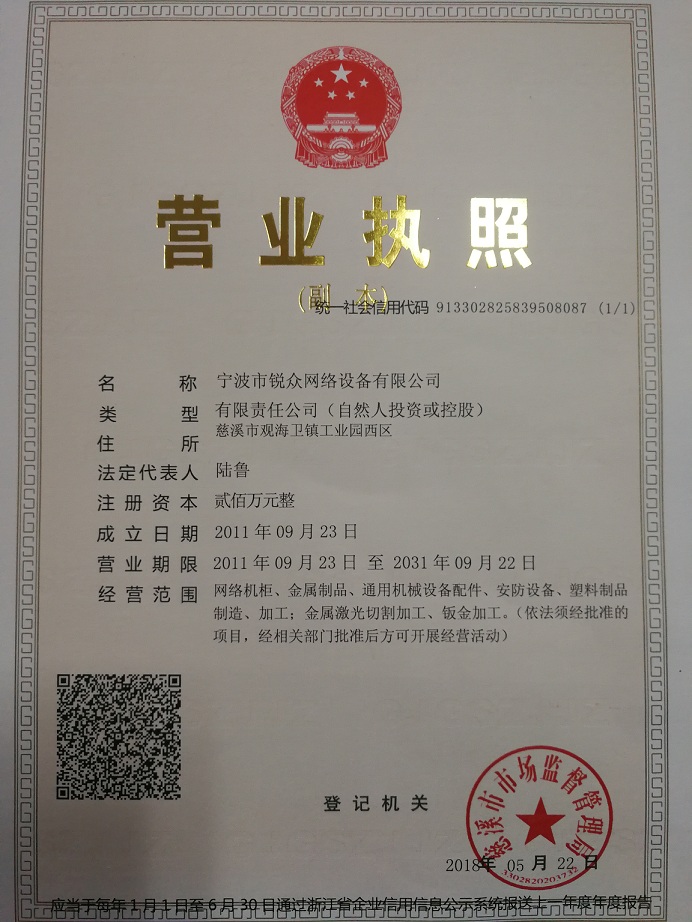 营业执照
（副本）
统一社会信用代码 913302825839508087 (1/1)
名称 宁波市锐众网络设备有限公司
类型 有限责任公司（自然人投资或控股）
住所 慈溪市观海卫镇工业园西区
法定代表人 陆鲁
注册资本 贰佰万元整
成立日期 2011年09月23日
营业期限 2011年09月23日至2031年09月22日
经营范围 网络机柜、金属制品、通用机械设备配件、安防设备、塑料制品
制造、加工；金属激光切割加工、钣金加工。（依法须经批准的
项目，经相关部门批准后方可开展经营活动）
登记机关
慈溪市市场监督管理局
3302820203732
2018年05月22日
应当于每年1月1日至6月30日通过浙江省企业信用信息公示系统报送上一年度年度报告